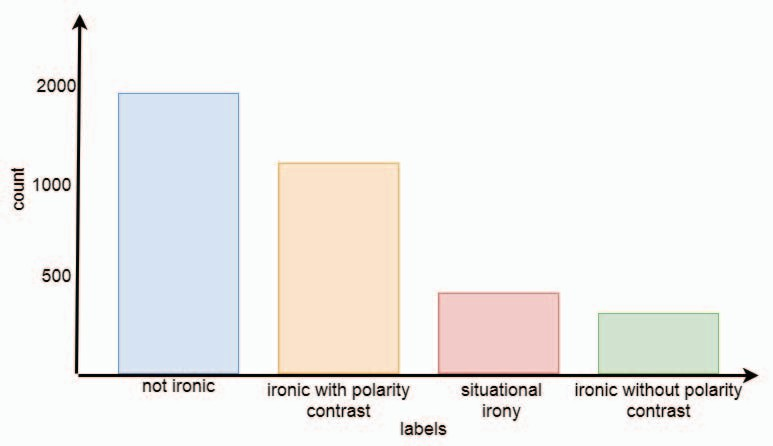 2000
1000
500
count
not ironic
ironic with polarity
contrast
situational
irony
ironic without polarity
contrast
labels